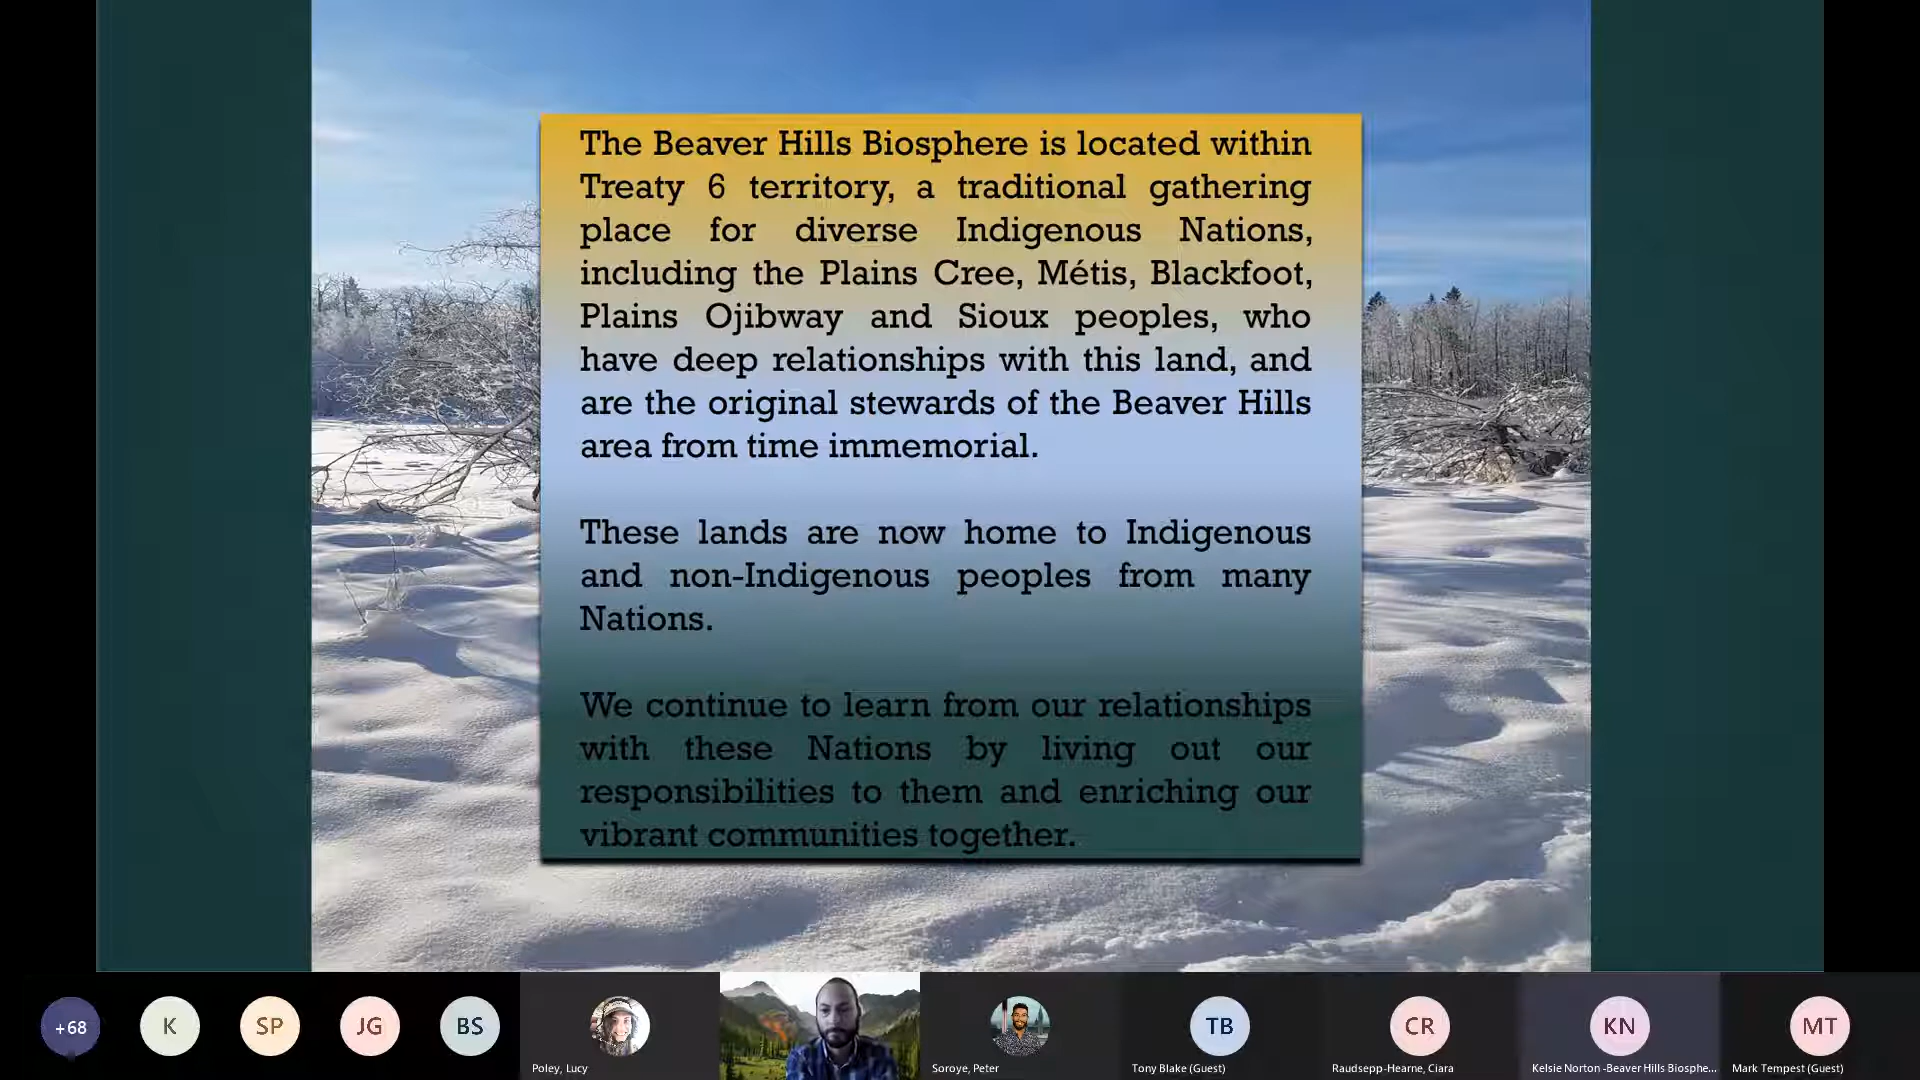 The Beaver Hills Biosphere is located within
Treaty 6 territory, a traditional gathering
place for diverse Indigenous Nations,
including the Plains Cree, Métis, Blackfoot,
Plains Ojibway and Sioux peoples, who
have deep relationships with this land, and
are the original stewards of the Beaver Hills
area from time immemorial.
These lands are now home to Indigenous
and non-Indigenous peoples from many
Nations.
We continue to learn from our relationships
with these Nations by living out our
responsibilities to them and enriching our
vibrant communities together.
+68
K
SP
JG
BS
TB
CR
KN
MT
Poley, Lucy
Soroye, Peter
Tony Blake (Guest)
Raudsepp-Hearne, Ciara
Kelsie Norton -Beaver Hills Biosphe...
Mark Tempest (Guest)